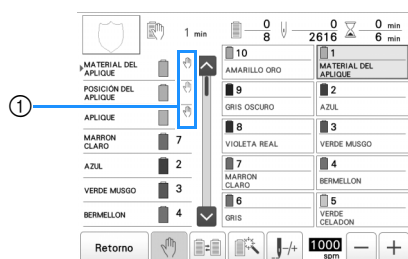 1 min
0
8
0
2616
0 min
6 min
MATERIAL DEL
APLIQUE
POSICIÓN DEL
APLIQUE
APLIQUE
MARRON
CLARO
7
AZUL
2
VERDE MUSGO
3
BERMELLON
4
①
10
AMARILLO ORO
1
MATERIAL DEL
APLIQUE
9
GRIS OSCURO
2
AZUL
8
VIOLETA REAL
3
VERDE MUSGO
7
MARRON
CLARO
4
BERMELLON
6
GRIS
5
VERDE
CELADON
Retorno
-/+
1000
spm
− +